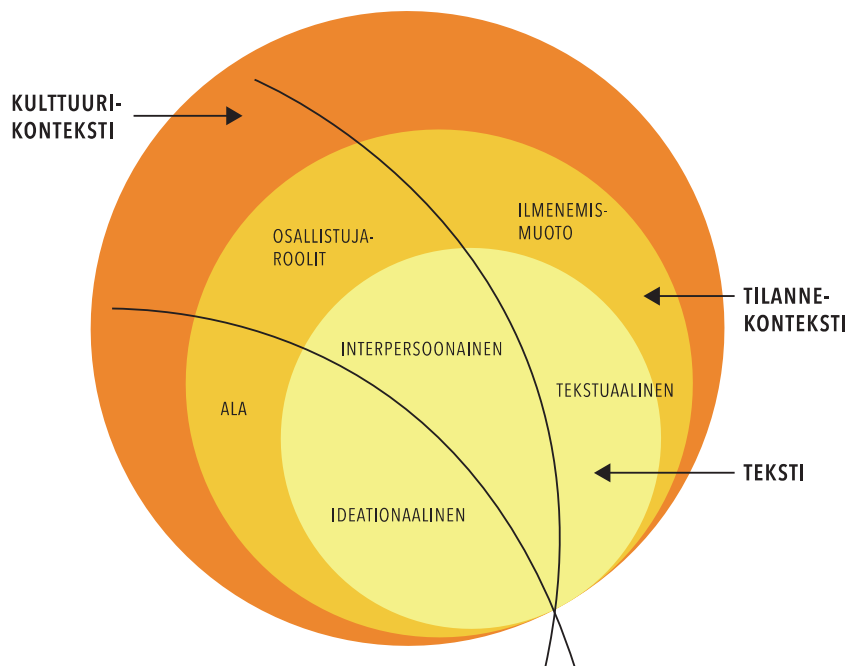 KULTTUURI-
KONTEKSTI
OSALLISTUJA-
ROOLIT
ILMENEMIS-
MUOTO
TILANNE-
KONTEKSTI
INTERPERSOONAINEN
TEKSTUAALINEN
ALA
TEKSTI
IDEATIONAALINEN